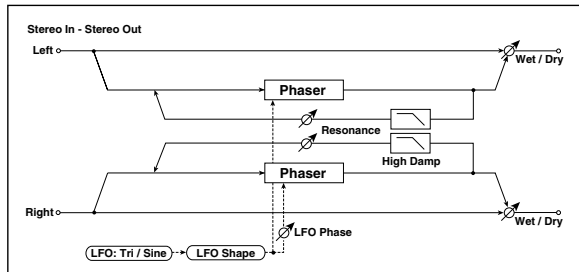 Stereo In - Stereo Out
Left
Wet / Dry
Phaser
Resonance
High Damp
Phaser
LFO Phase
Right
Wet / Dry
LFO: Tri / Sine
LFO Shape